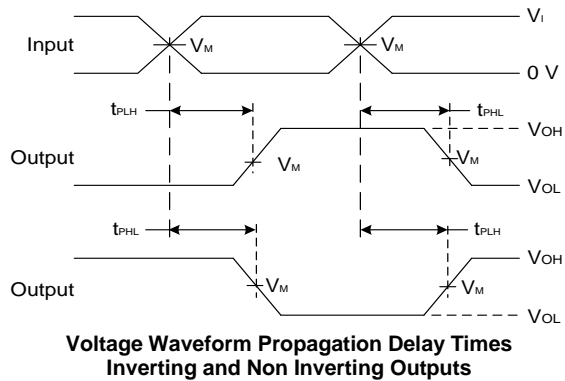 VI
Input VM VM
0 V
tPLH tPHL
VOH
Output VM VM
VOL
tPHL tPLH
VOH
Output VM VM
VOL
Voltage Waveform Propagation Delay Times
Inverting and Non Inverting Outputs